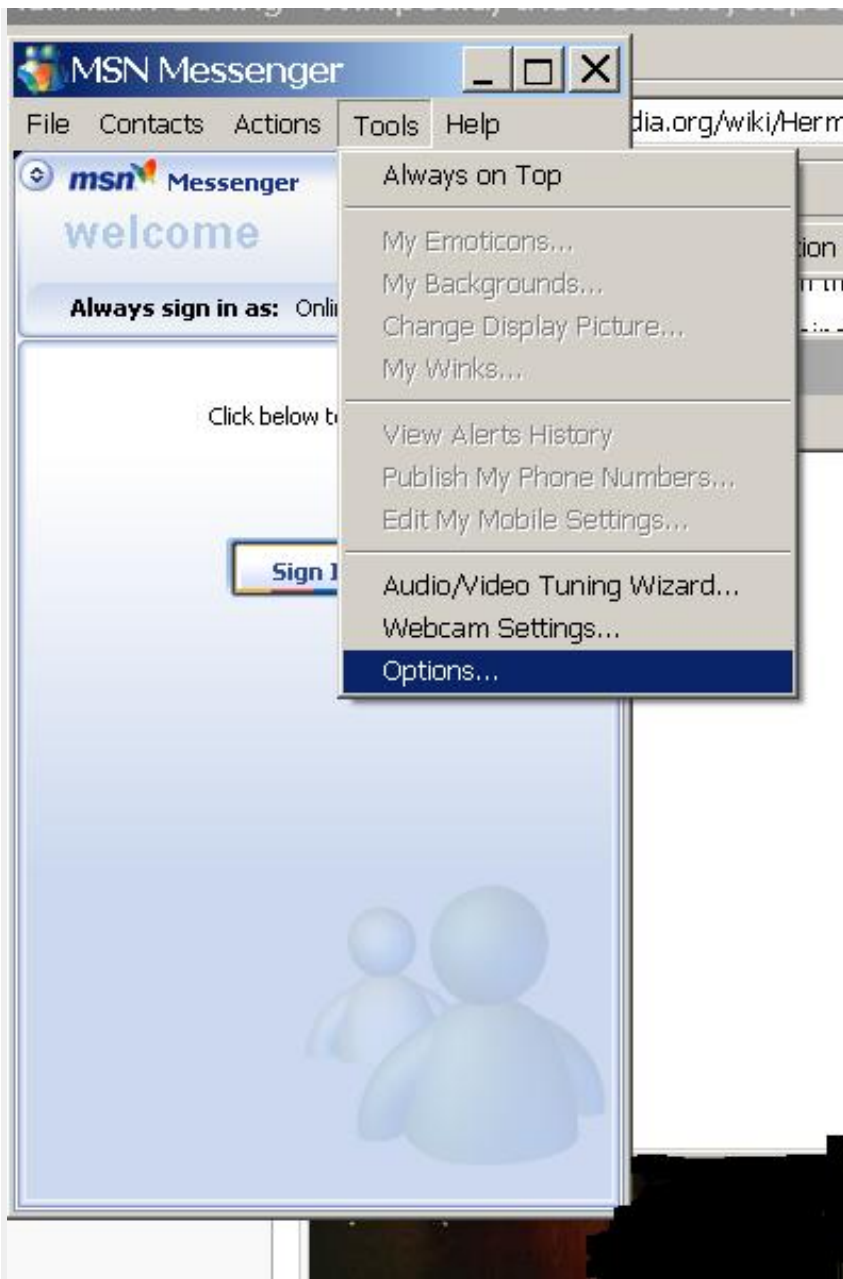 MSN Messenger
File Contacts Actions Tools Help
dia.org/wiki/Herm
msn Messenger
welcome
Always sign in as: Onli
Click below t
Sign I
Always on Top
My Emoticons...
My Backgrounds...
Change Display Picture...
My Winks...
View Alerts History
Publish My Phone Numbers...
Edit My Mobile Settings...
Audio/Video Tuning Wizard...
Webcam Settings...
Options...
tion